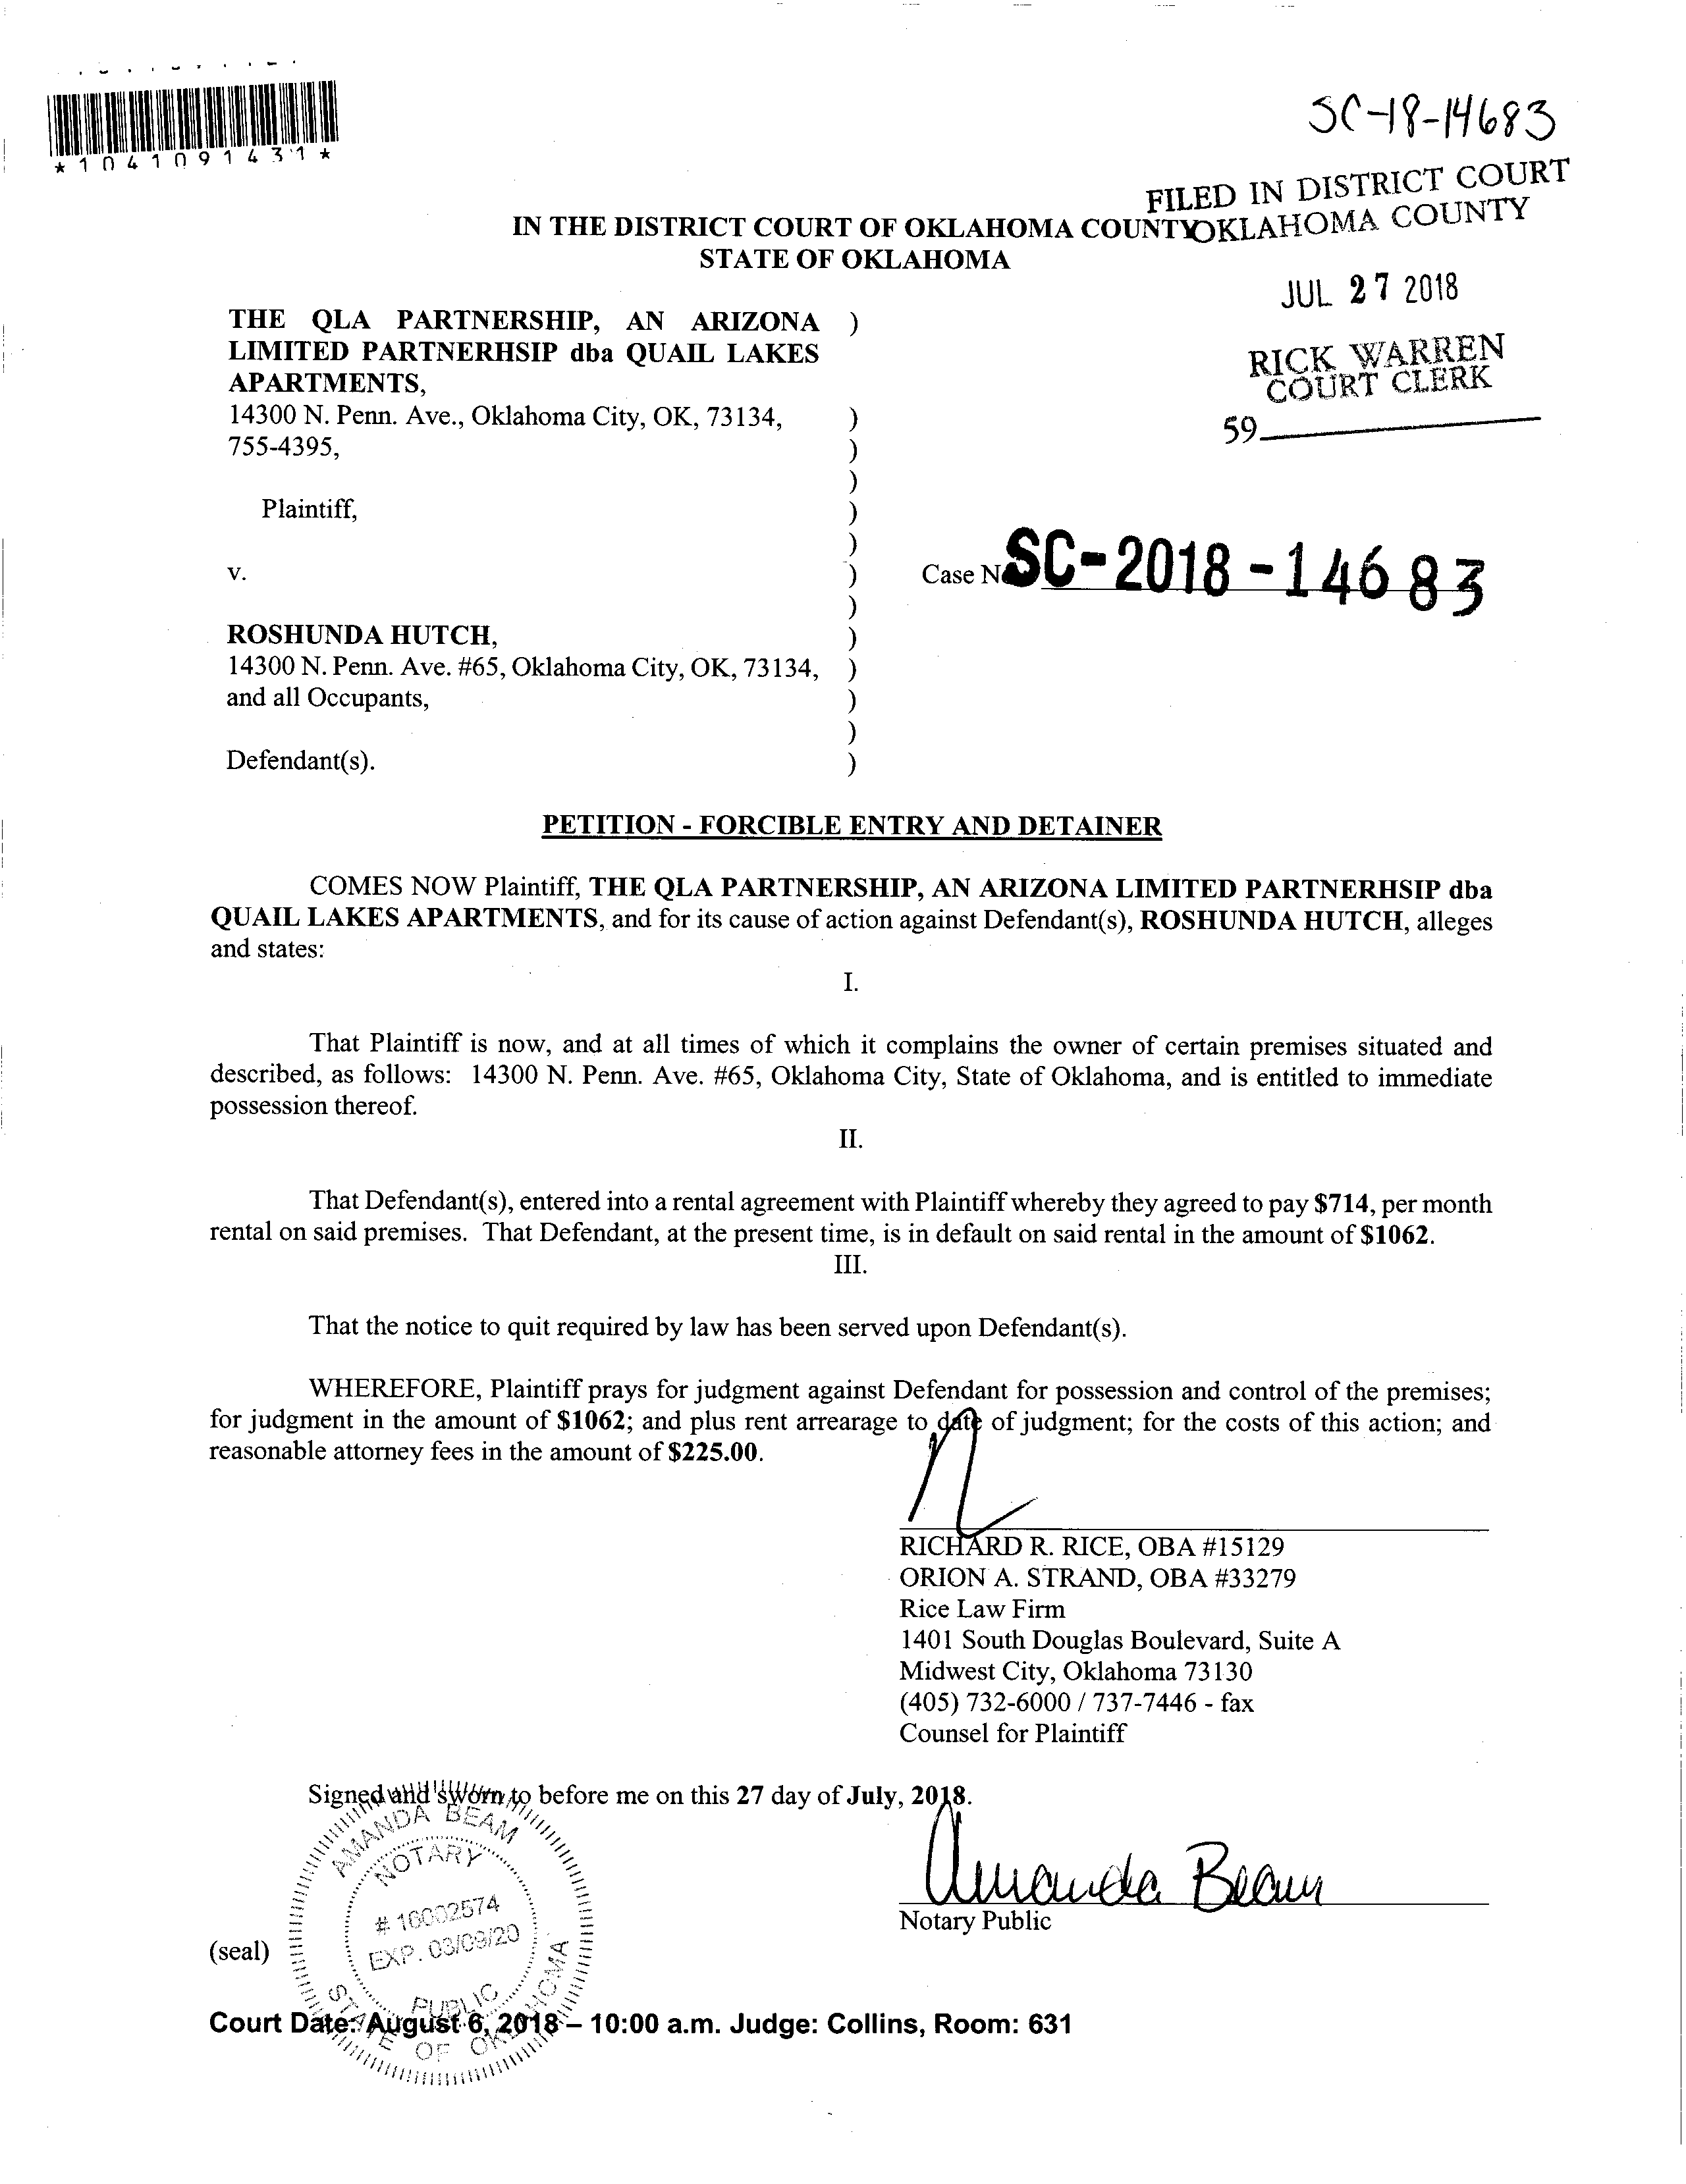 *1041091431*
SC-18-14683
FILED IN DISTRICT COURT
OKLAHOMA COUNTY
IN THE DISTRICT COURT OF OKLAHOMA COUNTY
STATE OF OKLAHOMA
JUL 27 2018
RICK WARREN
COURT CLERK
59
THE QLA PARTNERSHIP, AN ARIZONA )
LIMITED PARTNERHSIP dba QUAIL LAKES
APARTMENTS,
14300 N. Penn. Ave., Oklahoma City, OK, 73134, )
755-4395, )
)
Plaintiff, )
)
v. )
Case N SC-2018-14683
)
ROSHUNDA HUTCH, )
14300 N. Penn. Ave. #65, Oklahoma City, OK, 73134, )
and all Occupants, )
)
Defendant(s). )
PETITION - FORCIBLE ENTRY AND DETAINER
COMES NOW Plaintiff, THE QLA PARTNERSHIP, AN ARIZONA LIMITED PARTNERHSIP dba
QUAIL LAKES APARTMENTS, and for its cause of action against Defendant(s), ROSHUNDA HUTCH, alleges
and states:
I.
That Plaintiff is now, and at all times of which it complains the owner of certain premises situated and
described, as follows: 14300 N. Penn. Ave. #65, Oklahoma City, State of Oklahoma, and is entitled to immediate
possession thereof.
II.
That Defendant(s), entered into a rental agreement with Plaintiff whereby they agreed to pay $714, per month
rental on said premises. That Defendant, at the present time, is in default on said rental in the amount of $1062.
III.
That the notice to quit required by law has been served upon Defendant(s).
WHEREFORE, Plaintiff prays for judgment against Defendant for possession and control of the premises;
for judgment in the amount of $1062; and plus rent arrearage to date of judgment; for the costs of this action; and
reasonable attorney fees in the amount of $225.00.
RICHARD R. RICE, OBA #15129
ORION A. STRAND, OBA #33279
Rice Law Firm
1401 South Douglas Boulevard, Suite A
Midwest City, Oklahoma 73130
(405) 732-6000 / 737-7446 - fax
Counsel for Plaintiff
Signed and sworn to before me on this 27 day of July, 2018.
AMANDA BEAM
NOTARY
# 16002574
EXP. 03/09/20
PUBLIC
STATE OF OKLAHOMA
Amanda Beam
Notary Public
(seal)
Court Date: August 6, 2018 – 10:00 a.m. Judge: Collins, Room: 631